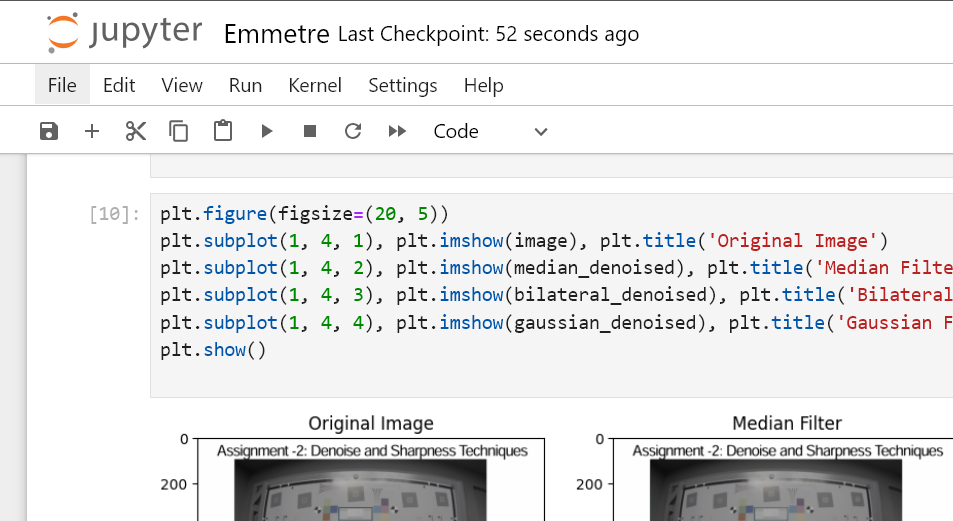 jupyter Emmetre Last Checkpoint: 52 seconds ago
File Edit View Run Kernel Settings Help
Code
[10]: plt.figure(figsize=(20, 5))
plt.subplot(1, 4, 1), plt.imshow(image), plt.title('Original Image')
plt.subplot(1, 4, 2), plt.imshow(median_denoised), plt.title('Median Filte
plt.subplot(1, 4, 3), plt.imshow(bilateral_denoised), plt.title('Bilateral
plt.subplot(1, 4, 4), plt.imshow(gaussian_denoised), plt.title('Gaussian F
plt.show()
Original Image Median Filter
0 Assignment -2: Denoise and Sharpness Techniques 0 Assignment -2: Denoise and Sharpness Techniques
200 200